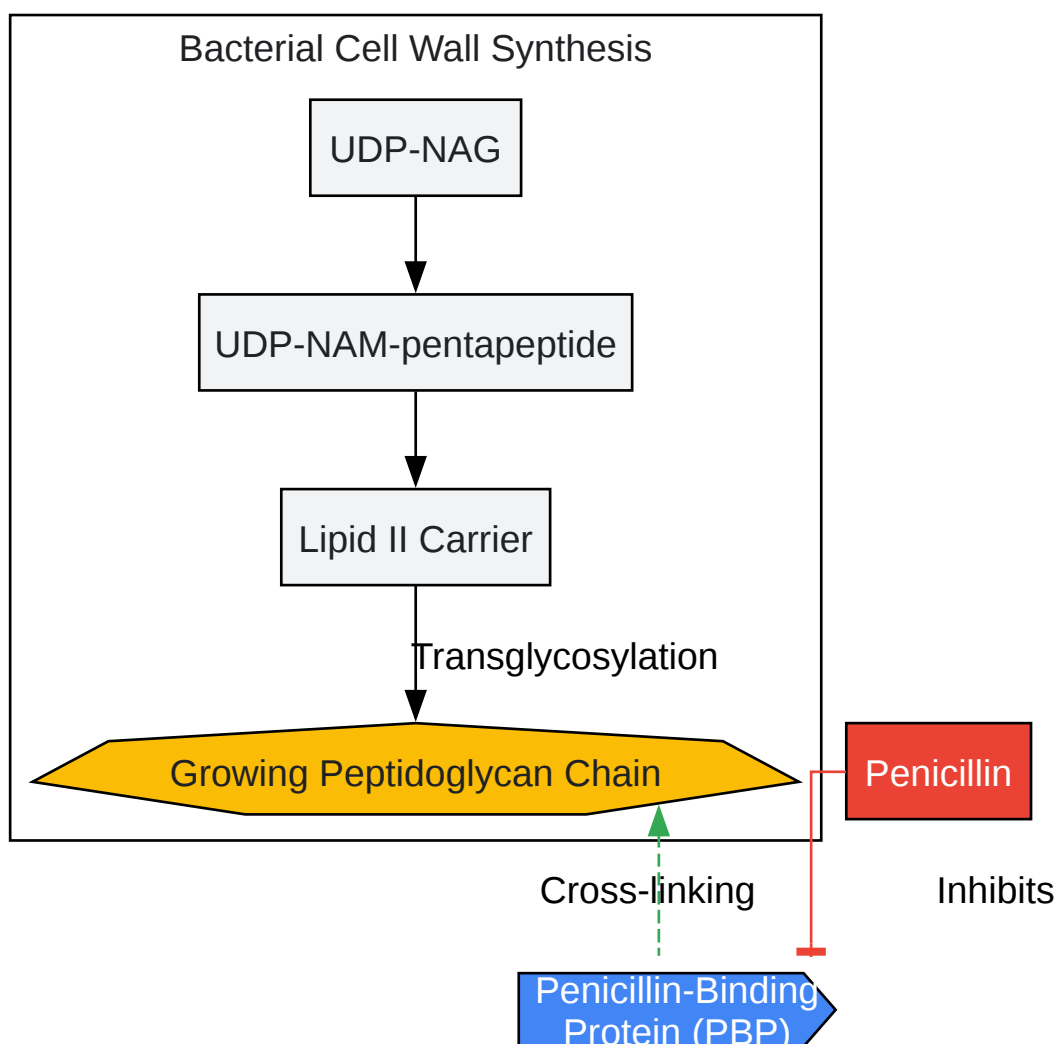 Bacterial Cell Wall Synthesis
UDP-NAG
UDP-NAM-pentapeptide
Lipid II Carrier
Transglycosylation
Growing Peptidoglycan Chain
Penicillin
Cross-linking
Inhibits
Penicillin-Binding
Protein (PBP)